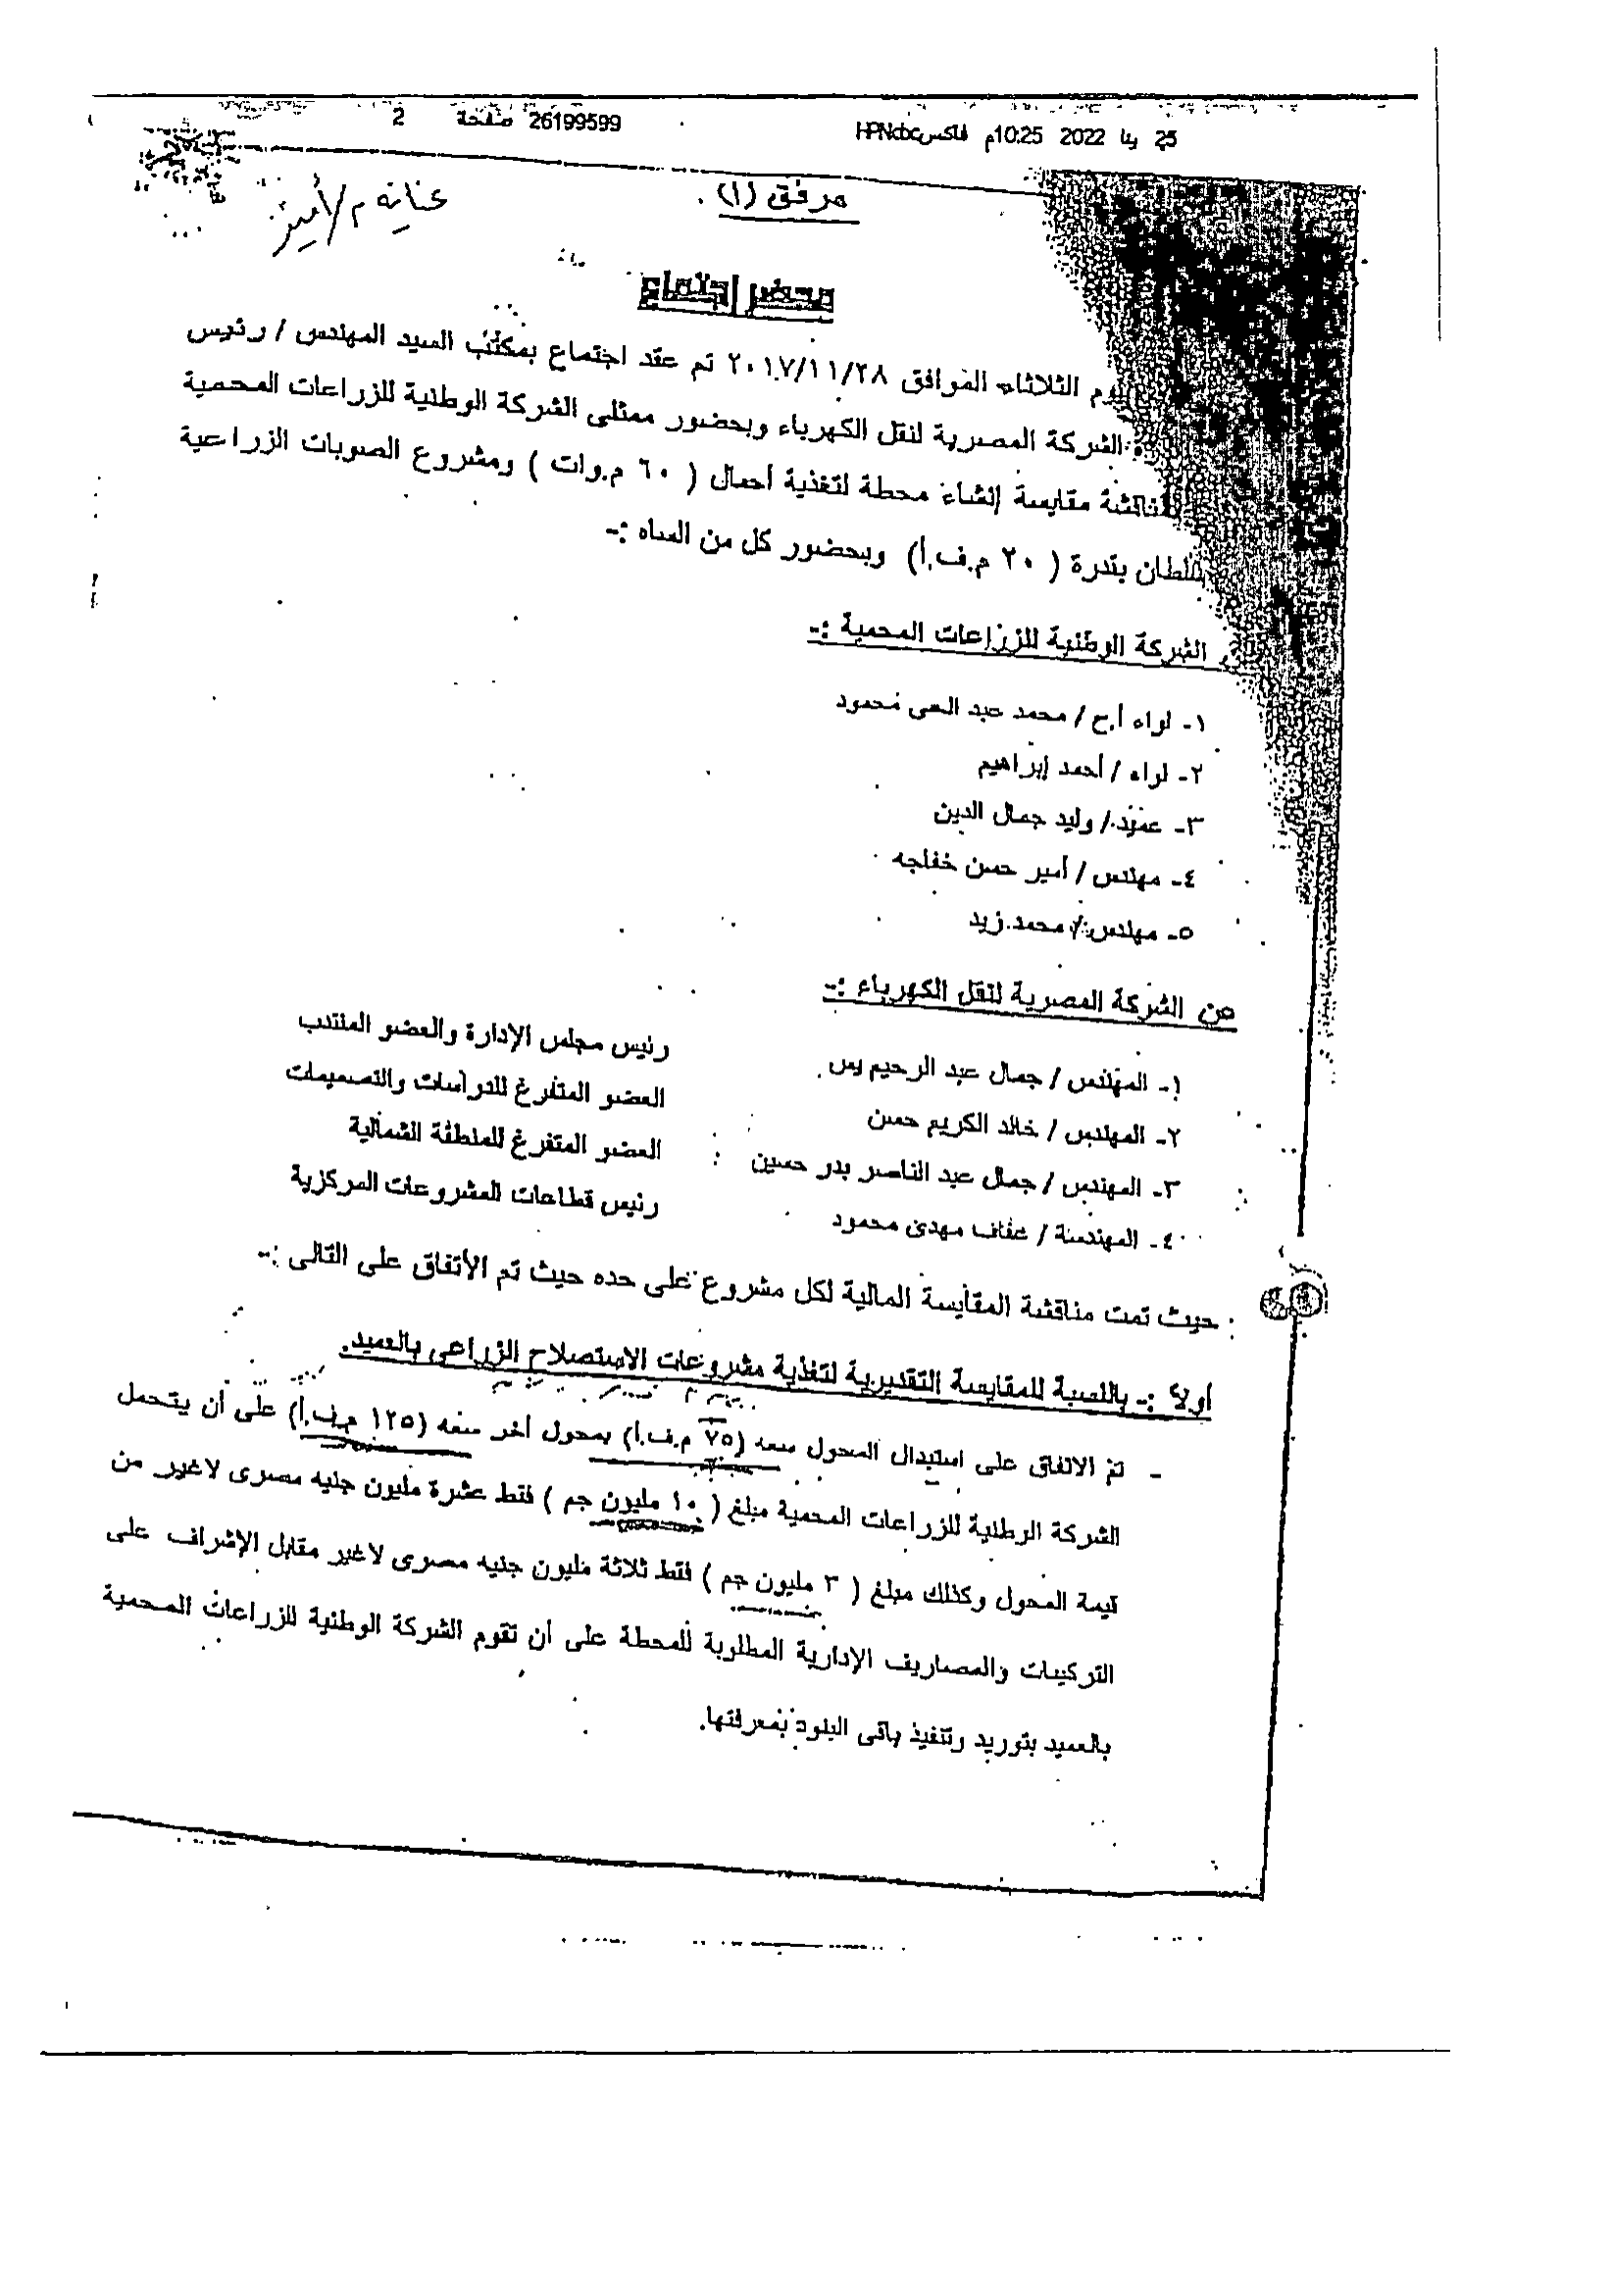 25 ينا 2022 10:25م فاكسHPNcbc 26199599 صفحة 2
مرفق (١)
عناية م/أمير
محضر إجتماع
الثلاثاء الموافق ٢٠١٧/١١/٢٨ تم عقد اجتماع بمكتب السيد المهندس / رئيس
الشركة المصرية لنقل الكهرباء وبحضور ممثلى الشركة الوطنية للزراعات المحمية
لمناقشة مقايسة إنشاء محطة لتغذية أحمال ( ٦٠ م.وات ) ومشروع الصوبات الزراعية
بقدرة ( ٢٠ م.ف.أ) وبحضور كل من السادة :-
الشركة الوطنية للزراعات المحمية :-
١- لواء أ.ح / محمد عبد الحى محمود
٢- لواء / أحمد إبراهيم
٣- عميد / وليد جمال الدين
٤- مهندس / أمير حسن خفاجه
٥- مهندس / محمد زيد
من الشركة المصرية لنقل الكهرباء :-
١- المهندس / جمال عبد الرحيم يس رئيس مجلس الإدارة والعضو المنتدب
٢- المهندس / خالد الكريم حسن العضو المتفرغ للدراسات والتصميمات
٣- المهندس / جمال عبد الناصر بدر حسين العضو المتفرغ للمنطقة الشمالية
٤- المهندسة / عفاف مهدى محمود رئيس قطاعات المشروعات المركزية
حيث تمت مناقشة المقايسة المالية لكل مشروع على حده حيث تم الأتفاق على التالى :-
أولاً :- بالنسبة للمقايسة التقديرية لتغذية مشروعات الاستصلاح الزراعى بالعميد.
- تم الاتفاق على استبدال المحول سعه (٧٥ م.ف.أ) بمحول أخر سعه (١٢٥ م.ف.أ) على أن يتحمل
الشركة الوطنية للزراعات المحمية مبلغ ( ١٠ مليون جم ) فقط عشرة مليون جنيه مصرى لاغير من
قيمة المحول وكذلك مبلغ ( ٣ مليون جم ) فقط ثلاثة مليون جنيه مصرى لاغير مقابل الإشراف على
التركيبات والمصاريف الإدارية المطلوبة للمحطة على أن تقوم الشركة الوطنية للزراعات المحمية
بالعميد بتوريد وتنفيذ باقى البنود بمعرفتها.